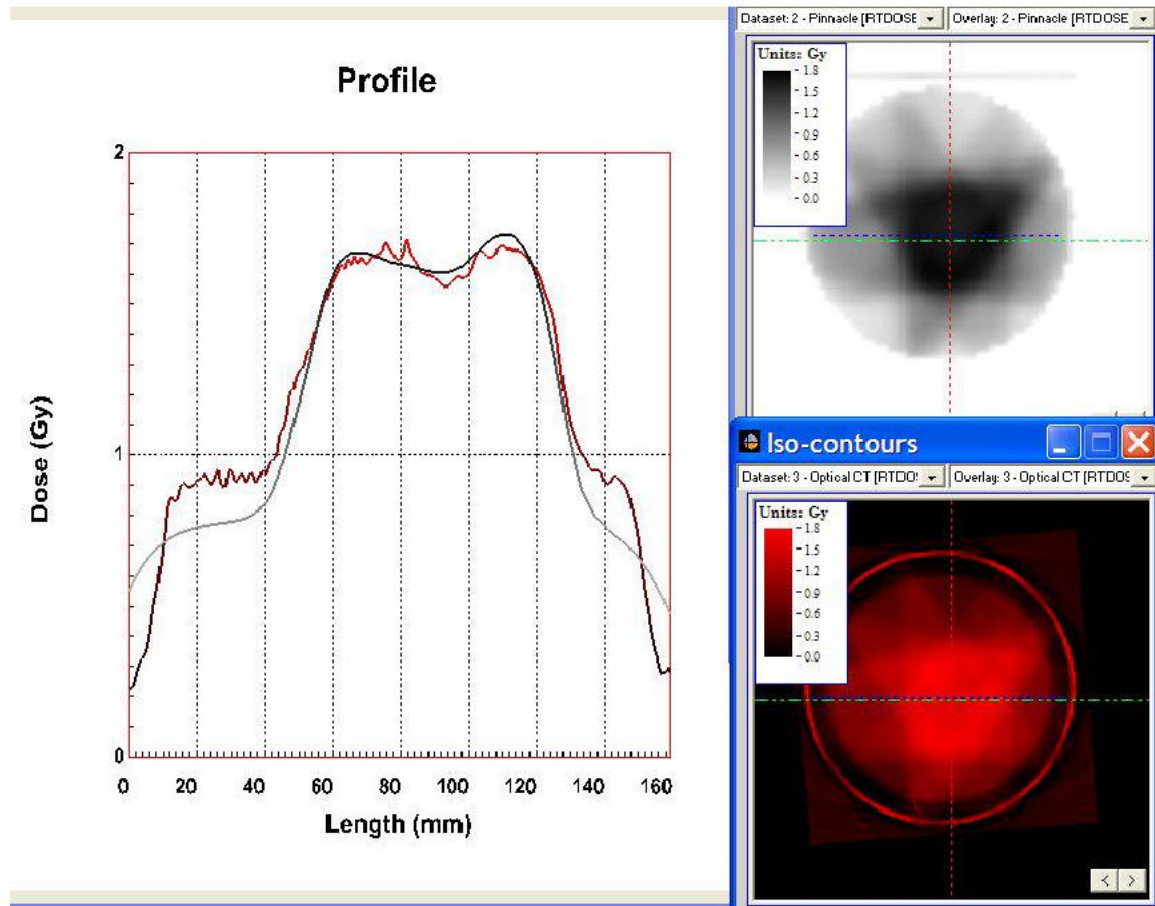 Profile
2
1
0
Dose (Gy)
0 20 40 60 80 100 120 140 160
Length (mm)
Dataset: 2 - Pinnacle [RTDOSE Overlay: 2 - Pinnacle [RTDOSE
Units: Gy
1.8
1.5
1.2
0.9
0.6
0.3
0.0
Iso-contours
Dataset: 3 - Optical CT [RTDO: Overlay: 3 - Optical CT [RTDOS
Units: Gy
1.8
1.5
1.2
0.9
0.6
0.3
0.0